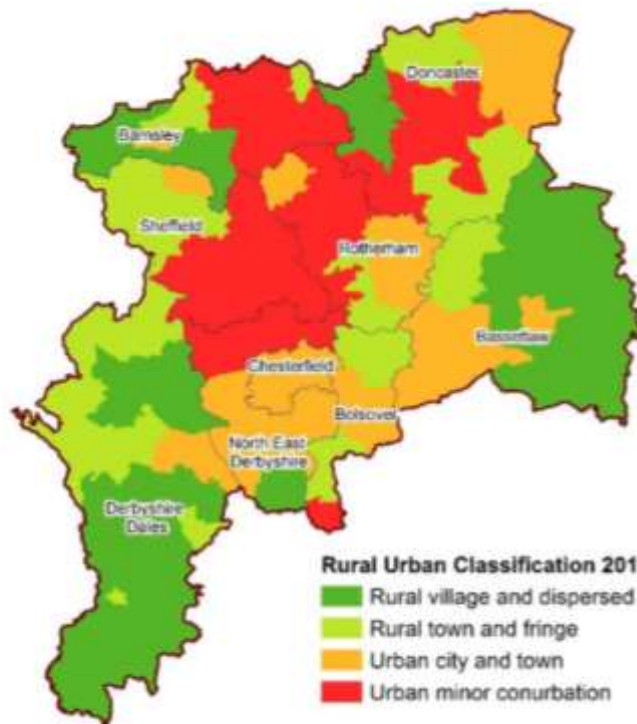 Doncaster
Barnsley
Sheffield
Rotherham
Bassetlaw
Chesterfield
Bolsover
North East
Derbyshire
Derbyshire
Dales
Rural Urban Classification 201
Rural village and dispersed
Rural town and fringe
Urban city and town
Urban minor conurbation